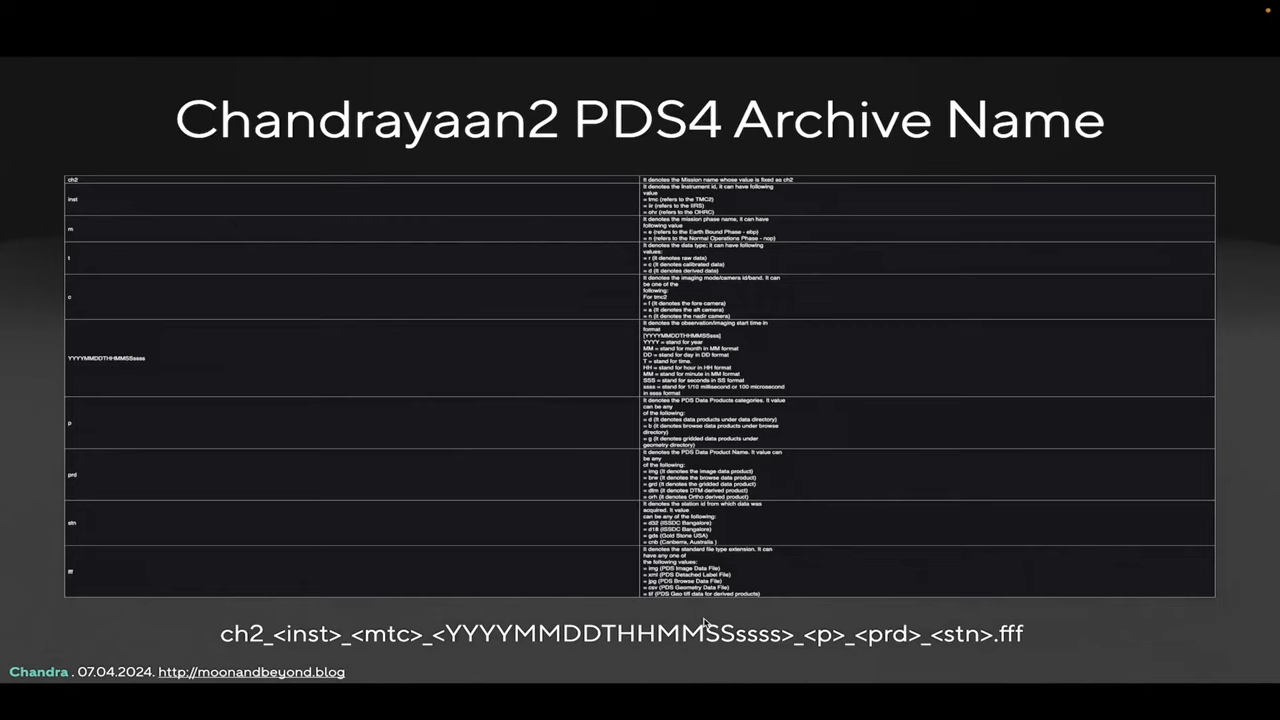 Chandrayaan2 PDS4 Archive Name
ch2
It denotes the Mission name whose value is fixed as ch2
inst
It denotes the Instrument id, it can have following
value
= tmc (refers to the TMC2)
= iir (refers to the IIRS)
= ohr (refers to the OHRC)
m
It denotes the mission phase name, it can have
following value
= e (refers to the Earth Bound Phase - ebp)
= n (refers to the Normal Operations Phase - nop)
t
It denotes the data type; it can have following
values:
= r (it denotes raw data)
= c (it denotes calibrated data)
= d (it denotes derived data)
c
It denotes the imaging mode/camera id/band. It can
be one of the
following:
For tmc2
= f (It denotes the fore camera)
= a (It denotes the aft camera)
= n (it denotes the nadir camera)
YYYYMMDDTHHMMSSssss
It denotes the observation/imaging start time in
format
[YYYYMMDDTHHMMSSsss]
YYYY = stand for year
MM = stand for month in MM format
DD = stand for day in DD format
T = stand for time.
HH = stand for hour in HH format
MM = stand for minute in MM format
SSS = stand for seconds in SS format
ssss = stand for 1/10 millisecond or 100 microsecond
in ssss format
p
It denotes the PDS Data Products categories. It value
can be any
of the following:
= d (It denotes data products under data directory)
= b (it denotes browse data products under browse
directory)
= g (it denotes gridded data products under
geometry directory)
prd
It denotes the PDS Data Product Name. It value can
be any
of the following:
= img (It denotes the image data product)
= brw (It denotes the browse data product)
= grd (it denotes the gridded data product)
= dtm (it denotes DTM derived product)
= orh (it denotes Ortho derived product)
stn
It denotes the station id from which data was
acquired. It value
can be any of the following:
= d32 (ISSDC Bangalore)
= d18 (ISSDC Bangalore)
= gds (Gold Stone USA)
= cnb (Canberra, Australia )
fff
It denotes the standard file type extension. It can
have any one of
the following values:
= img (PDS Image Data File)
= xml (PDS Detached Label File)
= jpg (PDS Browse Data File)
= csv (PDS Geometry Data File)
= tif (PDS Geo tiff data for derived products)
ch2_<inst>_<mtc>_<YYYYMMDDTHHMMSSssss>_<p>_<prd>_<stn>.fff
Chandra . 07.04.2024. http://moonandbeyond.blog